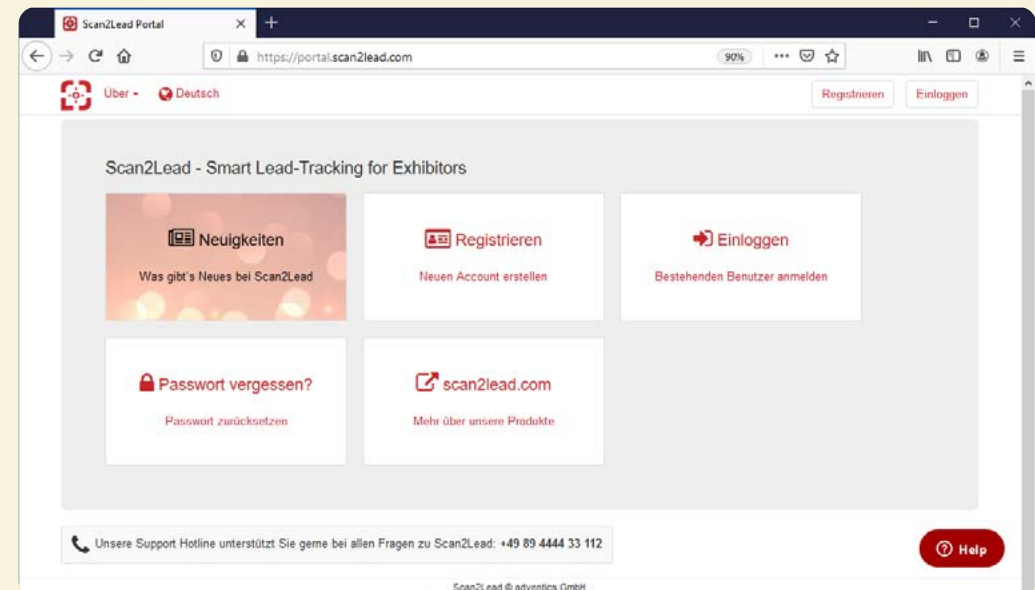 Scan2Lead Portal
https://portal.scan2lead.com
90%
Über
Deutsch
Registrieren
Einloggen
Scan2Lead - Smart Lead-Tracking for Exhibitors
Neuigkeiten
Was gibt's Neues bei Scan2Lead
Registrieren
Neuen Account erstellen
Einloggen
Bestehenden Benutzer anmelden
Passwort vergessen?
Passwort zurücksetzen
scan2lead.com
Mehr über unsere Produkte
Unsere Support Hotline unterstützt Sie gerne bei allen Fragen zu Scan2Lead: +49 89 4444 33 112
Help
Scan2Lead © adventics GmbH